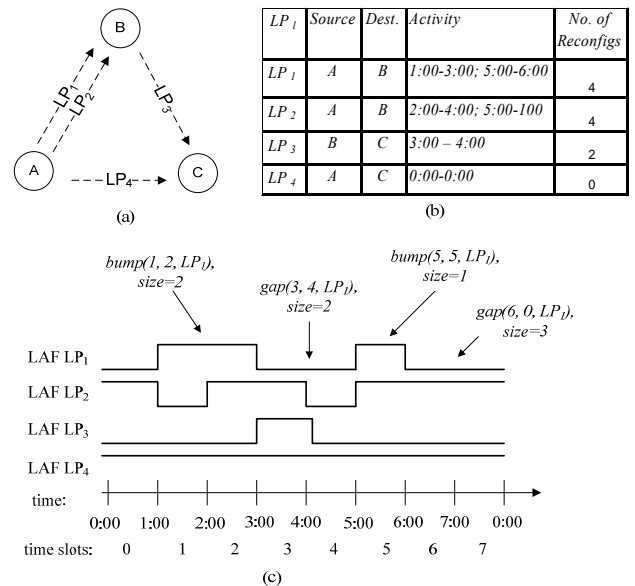 (a)
B
LP1
LP2
LP3
A
LP4
C
(a)
LP 1 Source Dest. Activity No. of Reconfigs
LP 1 A B 1:00-3:00; 5:00-6:00 4
LP 2 A B 2:00-4:00; 5:00-100 4
LP 3 B C 3:00 – 4:00 2
LP 4 A C 0:00-0:00 0
(b)
bump(1, 2, LP1),
size=2
gap(3, 4, LP1),
size=2
bump(5, 5, LP1),
size=1
gap(6, 0, LP1),
size=3
LAF LP1
LAF LP2
LAF LP3
LAF LP4
time:
0:00 1:00 2:00 3:00 4:00 5:00 6:00 7:00 0:00
time slots: 0 1 2 3 4 5 6 7
(c)